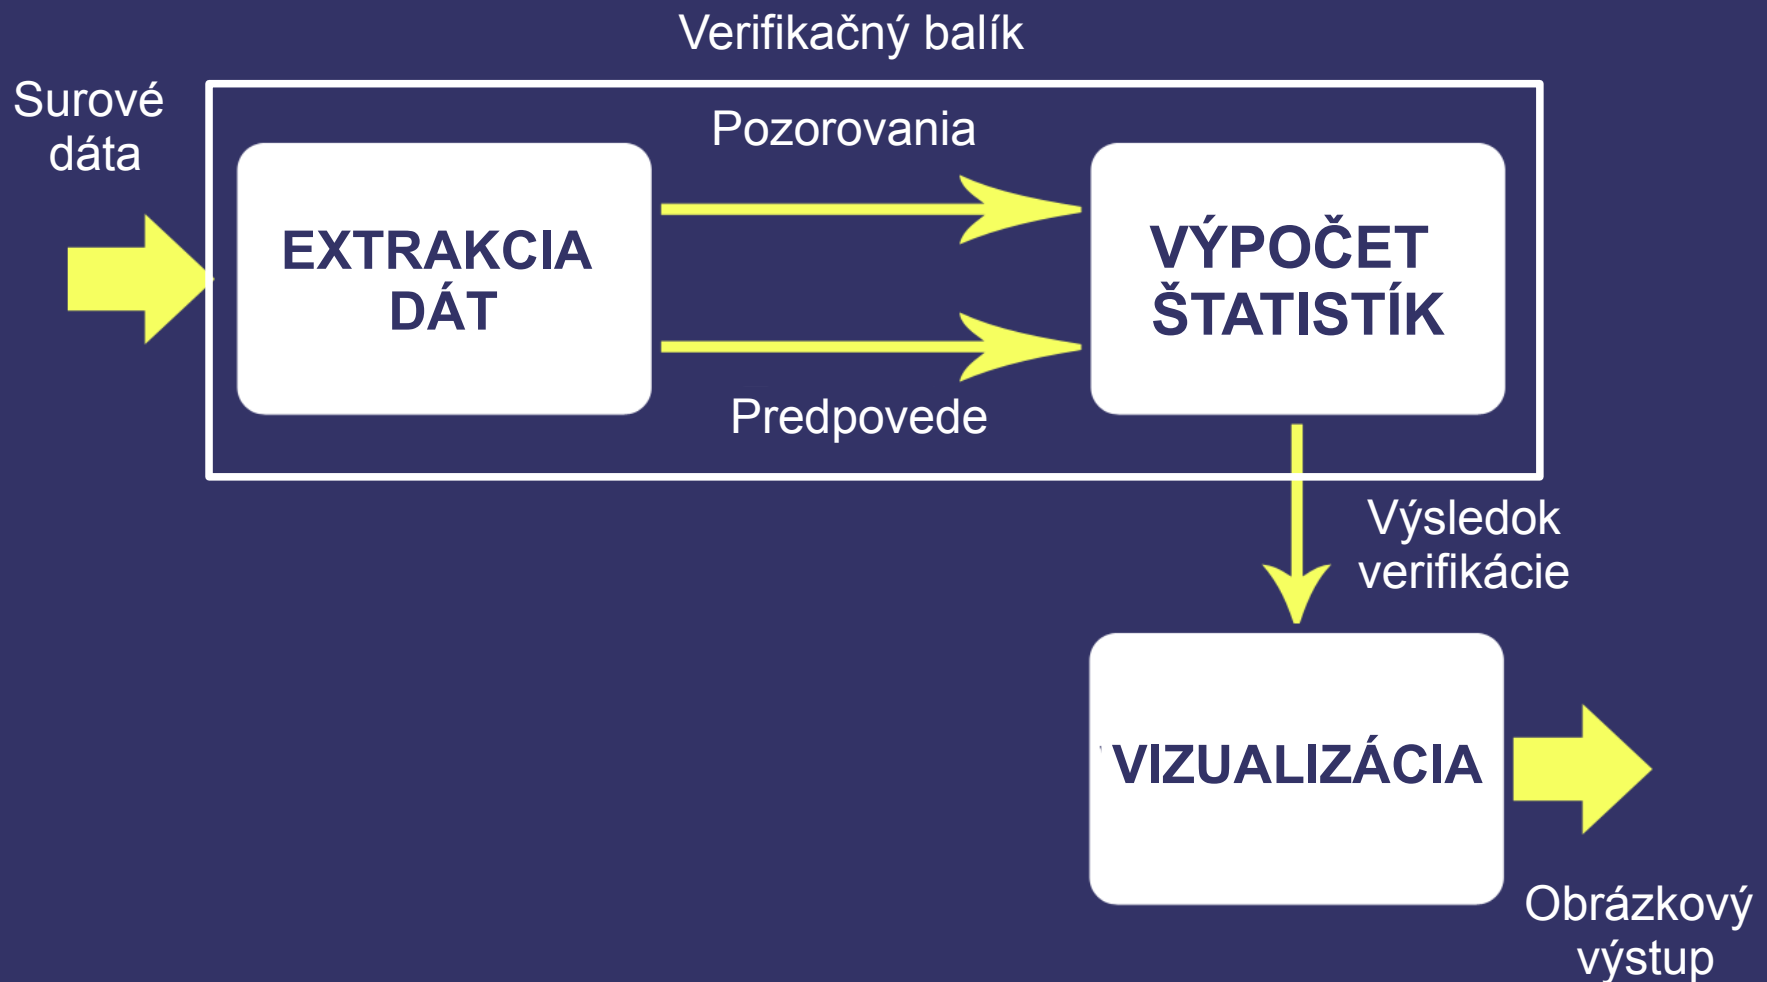 Verifikačný balík
Surové
dáta
Pozorovania
EXTRAKCIA
DÁT
VÝPOČET
ŠTATISTÍK
Predpovede
Výsledok
verifikácie
VIZUALIZÁCIA
Obrázkový
výstup